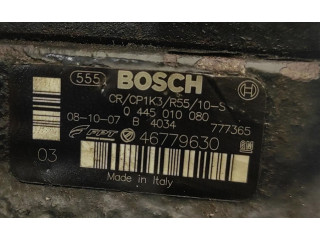 555 BOSCH
CR/CP1K3/R55/10-S
0 445 010 080
08-10-07 B 4034 777365
FPT 46779630
03
Made in Italy